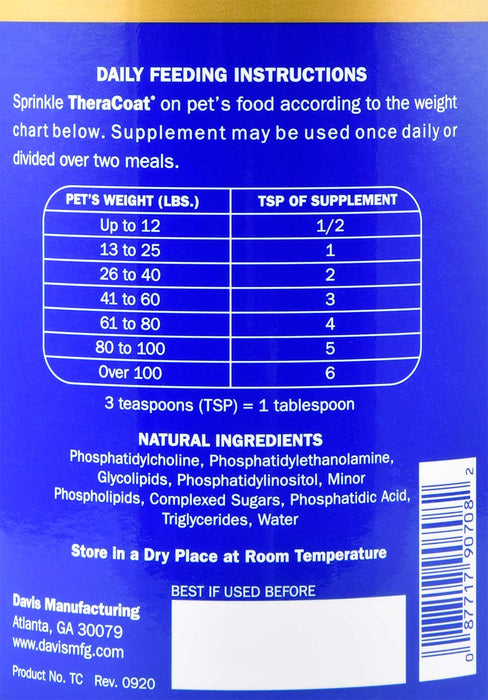 DAILY FEEDING INSTRUCTIONS
Sprinkle TheraCoat® on pet's food according to the weight
chart below. Supplement may be used once daily or
divided over two meals.
PET'S WEIGHT (LBS.) TSP OF SUPPLEMENT
Up to 12 1/2
13 to 25 1
26 to 40 2
41 to 60 3
61 to 80 4
80 to 100 5
Over 100 6
3 teaspoons (TSP) = 1 tablespoon
NATURAL INGREDIENTS
Phosphatidylcholine, Phosphatidylethanolamine,
Glycolipids, Phosphatidylinositol, Minor
Phospholipids, Complexed Sugars, Phosphatidic Acid,
Triglycerides, Water
Store in a Dry Place at Room Temperature
BEST IF USED BEFORE
Davis Manufacturing
Atlanta, GA 30079
www.davismfg.com
Product No. TC Rev. 0920
0 87717 90708 2